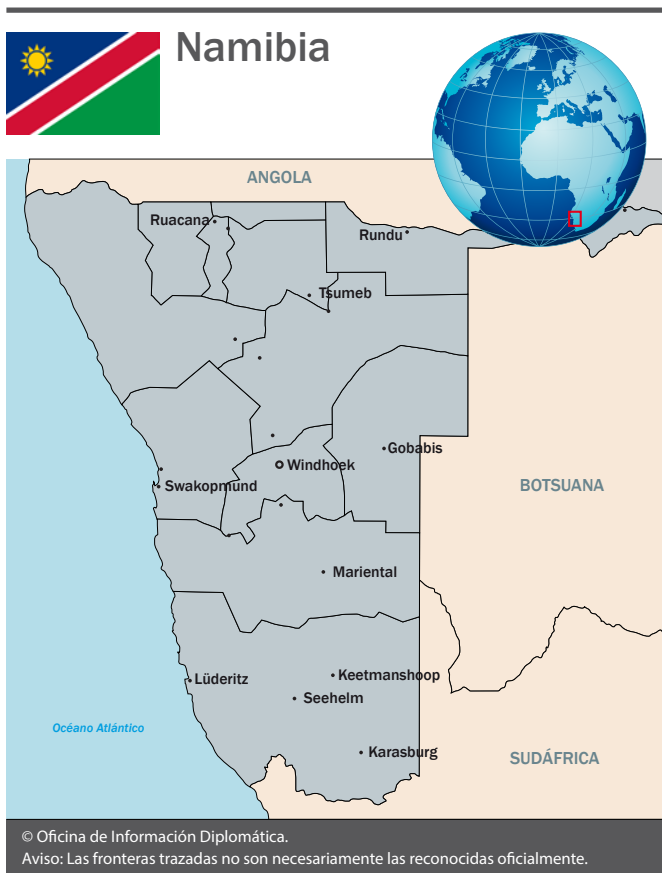 Namibia
ANGOLA
Ruacana
Rundu
Tsumeb
Gobabis
Windhoek
Swakopmund
BOTSUANA
Mariental
Keetmanshoop
Lüderitz
Seehelm
Océano Atlántico
Karasburg
SUDÁFRICA
© Oficina de Información Diplomática.
Aviso: Las fronteras trazadas no son necesariamente las reconocidas oficialmente.